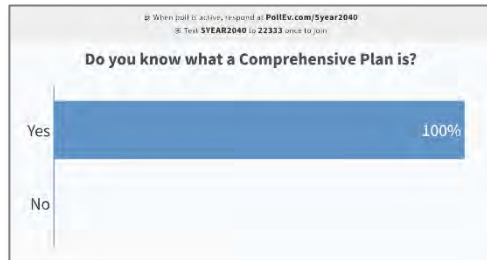 When poll is active, respond at PollEv.com/5year2040
Text 5YEAR2040 to 22333 once to join
Do you know what a Comprehensive Plan is?
Yes
100%
No